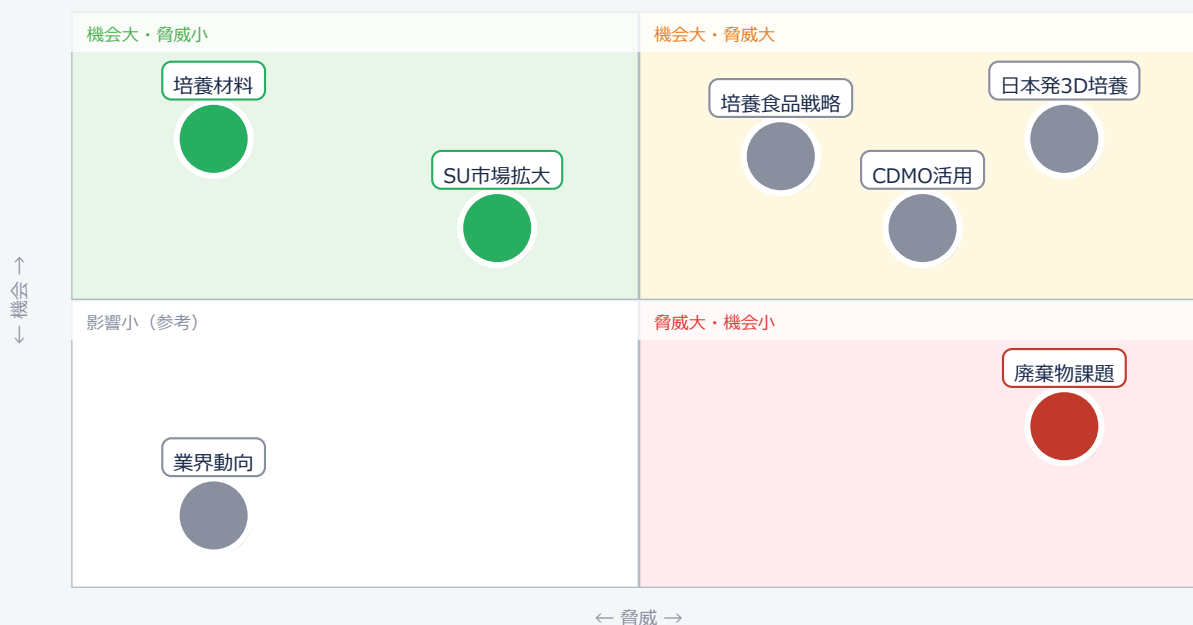 機会大・脅威小
機会大・脅威大
培養材料
培養食品戦略
日本発3D培養
SU市場拡大
CDMO活用
← 機会 →
影響小（参考）
脅威大・機会小
廃棄物課題
業界動向
← 脅威 →